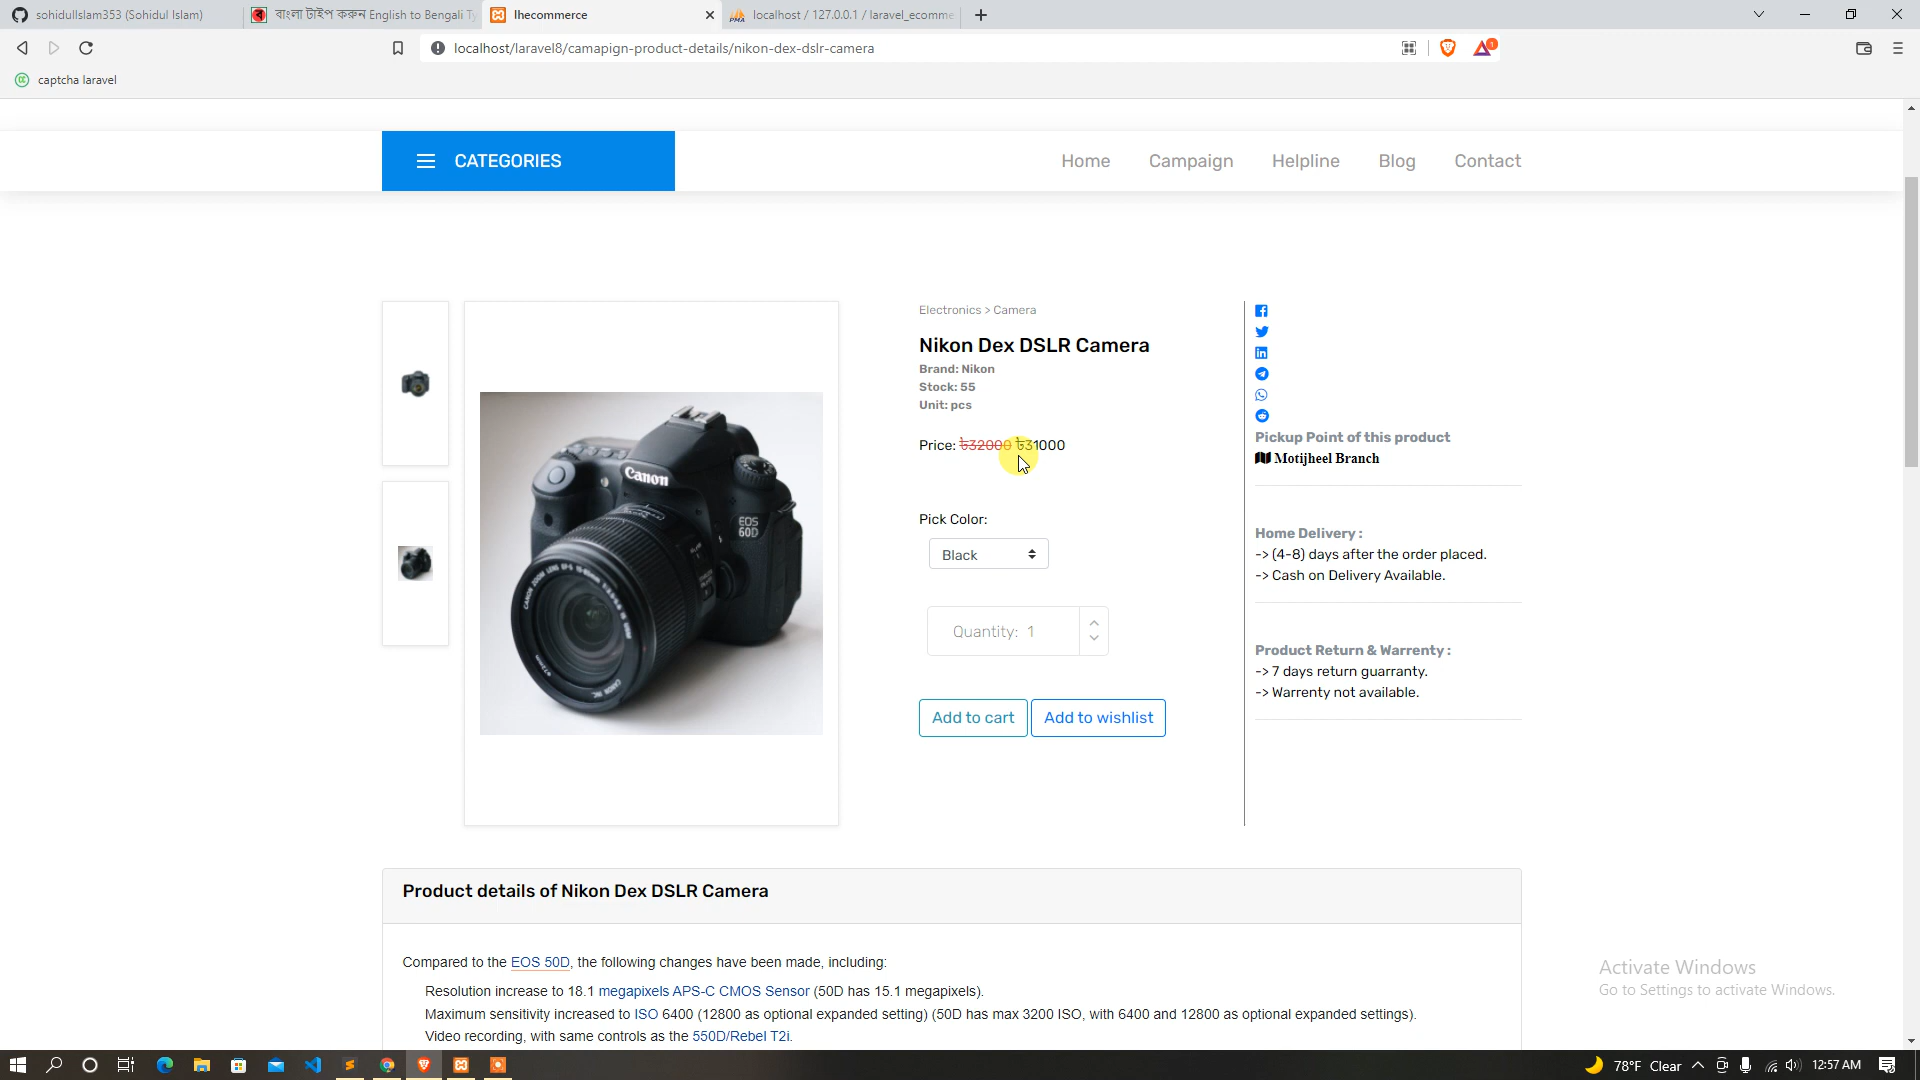 sohidulIslam353 (Sohidul Islam)
বাংলা টাইপ করুন English to Bengali Ty
lhecommerce
localhost / 127.0.0.1 / laravel_ecomme
localhost/laravel8/camapign-product-details/nikon-dex-dslr-camera
1
captcha laravel
CATEGORIES
Home
Campaign
Helpline
Blog
Contact
Electronics > Camera
Nikon Dex DSLR Camera
Brand: Nikon
Stock: 55
Unit: pcs
Price: ৳32000 ৳31000
Pick Color:
Black
Quantity: 1
Add to cart
Add to wishlist
Canon
EOS
60D
Pickup Point of this product
Motijheel Branch
Home Delivery :
-> (4-8) days after the order placed.
-> Cash on Delivery Available.
Product Return & Warrenty :
-> 7 days return guarranty.
-> Warrenty not available.
Product details of Nikon Dex DSLR Camera
Compared to the EOS 50D, the following changes have been made, including:
Resolution increase to 18.1 megapixels APS-C CMOS Sensor (50D has 15.1 megapixels).
Maximum sensitivity increased to ISO 6400 (12800 as optional expanded setting) (50D has max 3200 ISO, with 6400 and 12800 as optional expanded settings).
Video recording, with same controls as the 550D/Rebel T2i.
Activate Windows
Go to Settings to activate Windows.
78°F Clear
12:57 AM